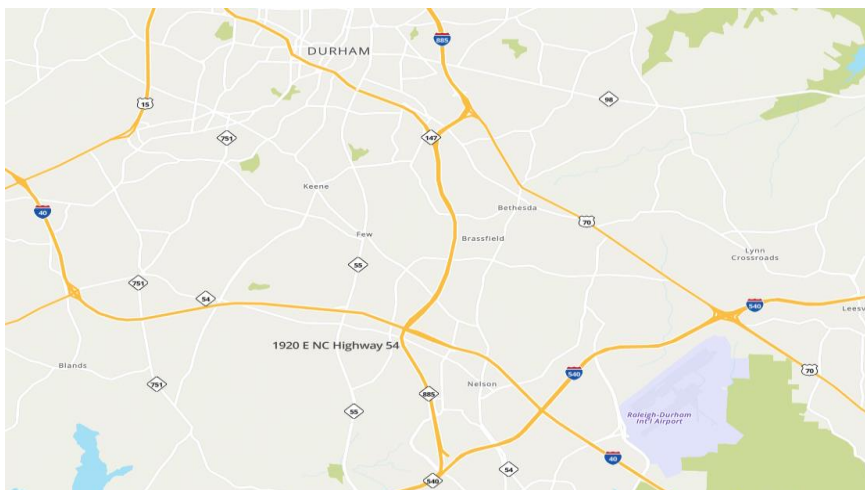 885
DURHAM
15
98
147
751
Keene
40
Bethesda
70
Few
Brassfield
Lynn
Crossroads
55
751
54
540
Leesv
1920 E NC Highway 54
Blands
540
70
751
Nelson
885
55
Raleigh-Durham
Int'l Airport
40
54
540